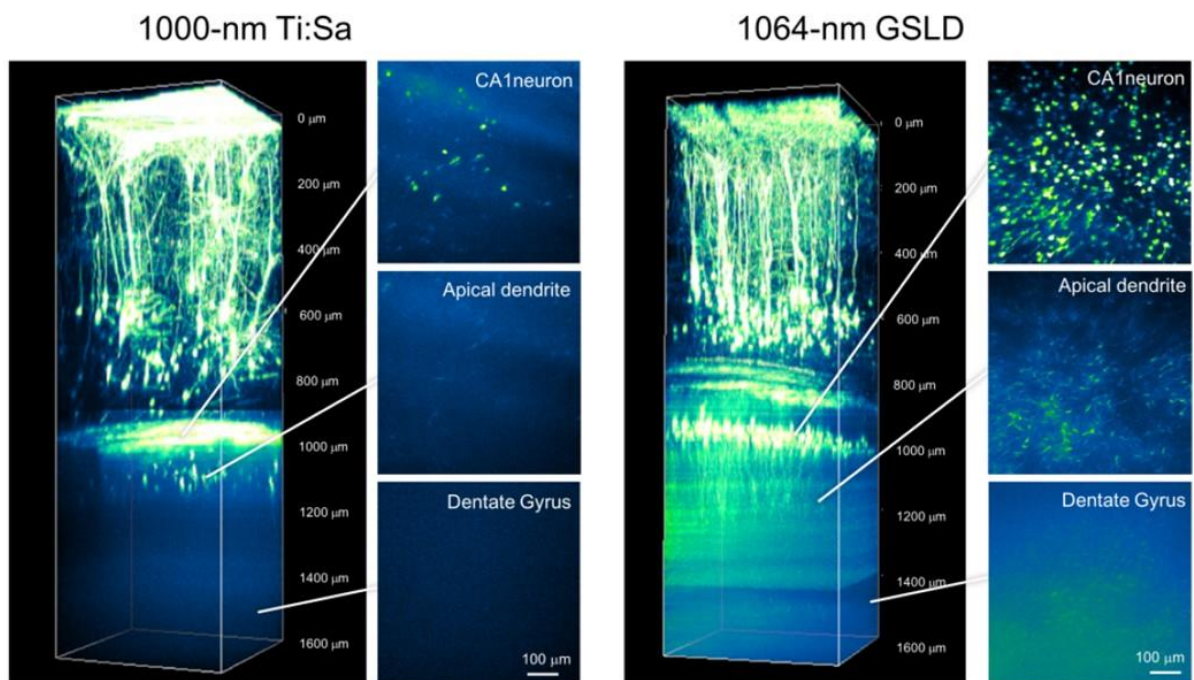 1000-nm Ti:Sa
0 µm
200 µm
400 µm
600 µm
800 µm
1000 µm
1200 µm
1400 µm
1600 µm
CA1neuron
Apical dendrite
Dentate Gyrus
100 µm
1064-nm GSLD
0 µm
200 µm
400 µm
600 µm
800 µm
1000 µm
1200 µm
1400 µm
1600 µm
CA1neuron
Apical dendrite
Dentate Gyrus
100 µm